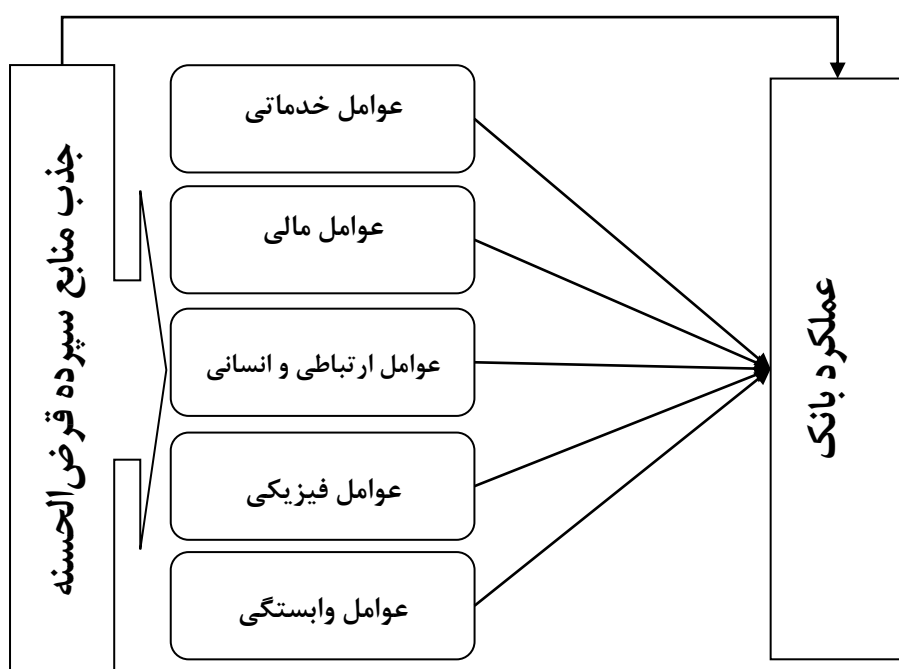 جذب منابع سپرده قرض‌الحسنه
عوامل خدماتی
عوامل مالی
عوامل ارتباطی و انسانی
عوامل فیزیکی
عوامل وابستگی
عملکرد بانک